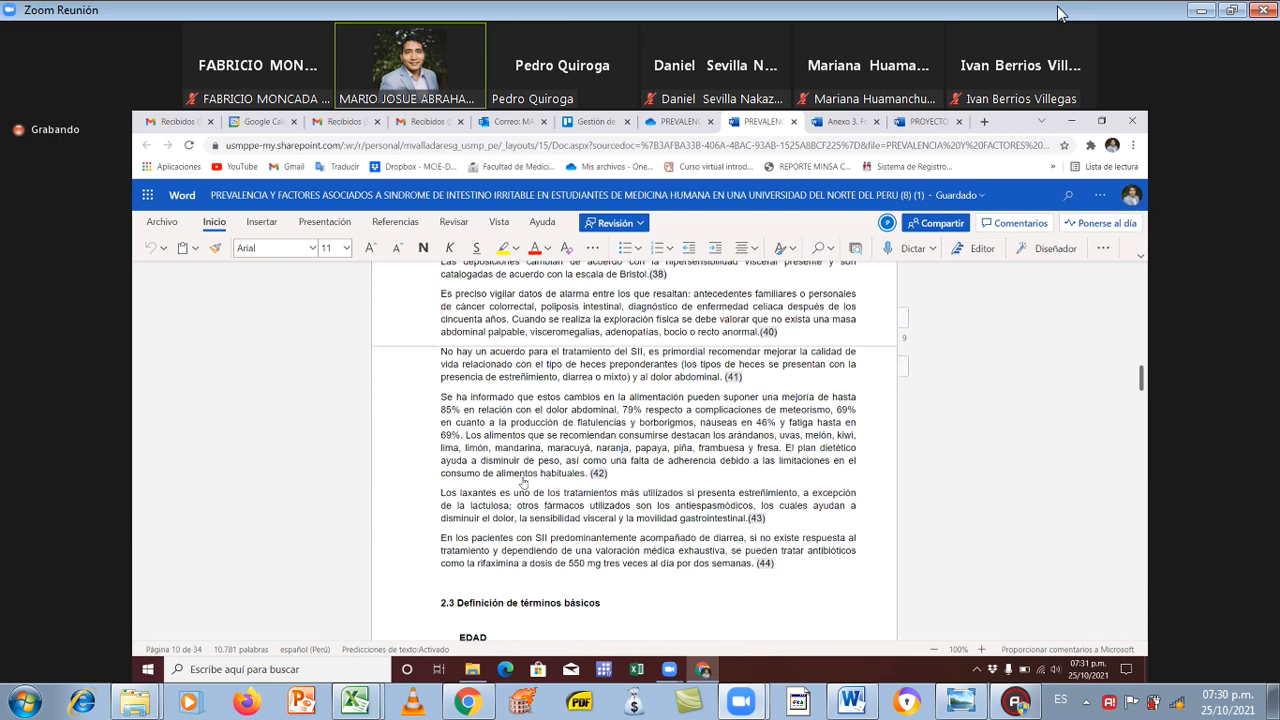 Zoom Reunión
FABRICIO MON...
Pedro Quiroga
Daniel Sevilla N...
Mariana Huama...
Ivan Berrios Vill...
FABRICIO MONCADA ...
MARIO JOSUE ABRAHA...
Pedro Quiroga
Daniel Sevilla Nakaz...
Mariana Huamanchu...
Ivan Berrios Villegas
Grabando
Recibidos (
Google Cale
Recibidos (
Recibidos (
Correo: MA
Gestión de
PREVALENC
PREVALENC
Anexo 3. Fo
PROYECTO
usmppe-my.sharepoint.com/:w:/r/personal/malladaresg_usmp_pe/_layouts/15/Doc.aspx?sourcedoc=%7B3AFBA33B-406A-4BAC-93AB-1525A8BCF225%7D&file=PREVALENCIA%20Y%20FACTORES%20...
Aplicaciones
YouTube
Gmail
Traducir
Dropbox - MCIE-D...
Facultad de Medici...
Mis archivos - One...
Curso virtual introd...
REPORTE MINSA C...
Sistema de Registro...
»
Lista de lectura
Word
PREVALENCIA Y FACTORES ASOCIADOS A SINDROME DE INTESTINO IRRITABLE EN ESTUDIANTES DE MEDICINA HUMANA EN UNA UNIVERSIDAD DEL NORTE DEL PERU (8) (1) - Guardado
Archivo
Inicio
Insertar
Presentación
Referencias
Revisar
Vista
Ayuda
Revisión
P
Compartir
Comentarios
Ponerse al día
Arial
11
N
K
S
Dictar
Editor
Diseñador
Las deposiciones cambian de acuerdo con la hipersensibilidad visceral presente y son
catalogadas de acuerdo con la escala de Bristol.(38)
Es preciso vigilar datos de alarma entre los que resaltan: antecedentes familiares o personales
de cáncer colorrectal, poliposis intestinal, diagnóstico de enfermedad celiaca después de los
cincuenta años. Cuando se realiza la exploración física se debe valorar que no exista una masa
abdominal palpable, visceromegalias, adenopatías, bocio o recto anormal.(40)
9
No hay un acuerdo para el tratamiento del SII, es primordial recomendar mejorar la calidad de
vida relacionado con el tipo de heces preponderantes (los tipos de heces se presentan con la
presencia de estreñimiento, diarrea o mixto) y al dolor abdominal. (41)
Se ha informado que estos cambios en la alimentación pueden suponer una mejoría de hasta
85% en relación con el dolor abdominal, 79% respecto a complicaciones de meteorismo, 69%
en cuanto a la producción de flatulencias y borborigmos, náuseas en 46% y fatiga hasta en
69%. Los alimentos que se recomiendan consumirse destacan los arándanos, uvas, melón, kiwi,
lima, limón, mandarina, maracuyá, naranja, papaya, piña, frambuesa y fresa. El plan dietético
ayuda a disminuir de peso, así como una falta de adherencia debido a las limitaciones en el
consumo de alimentos habituales. (42)
Los laxantes es uno de los tratamientos más utilizados si presenta estreñimiento, a excepción
de la lactulosa; otros fármacos utilizados son los antiespasmódicos, los cuales ayudan a
disminuir el dolor, la sensibilidad visceral y la movilidad gastrointestinal.(43)
En los pacientes con SII predominantemente acompañado de diarrea, si no existe respuesta al
tratamiento y dependiendo de una valoración médica exhaustiva, se pueden tratar antibióticos
como la rifaximina a dosis de 550 mg tres veces al día por dos semanas. (44)
2.3 Definición de términos básicos
EDAD
Página 10 de 34
10.781 palabras
español (Perú)
Predicciones de texto:Activado
100%
Proporcionar comentarios a Microsoft
Escribe aquí para buscar
07:31 p.m.
25/10/2021
PDF
ES
07:30 p.m.
25/10/2021